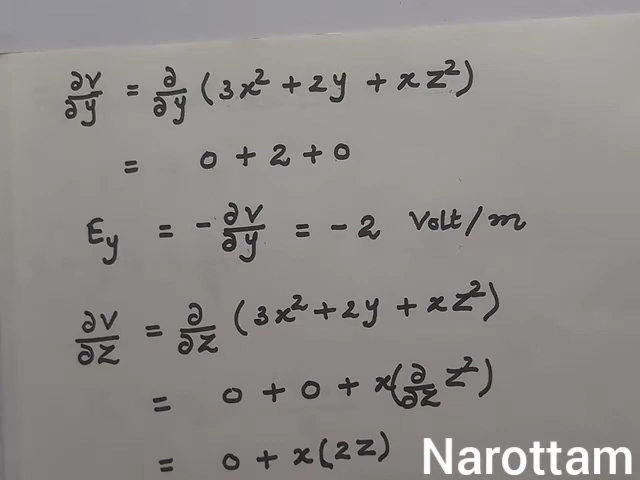 ∂V/∂y = ∂/∂y (3x² + 2y + xz²)
= 0 + 2 + 0
Ey = -∂V/∂y = -2 Volt/m
∂V/∂z = ∂/∂z (3x² + 2y + xz²)
= 0 + 0 + x(∂/∂z z²)
= 0 + x(2z)
Narottam